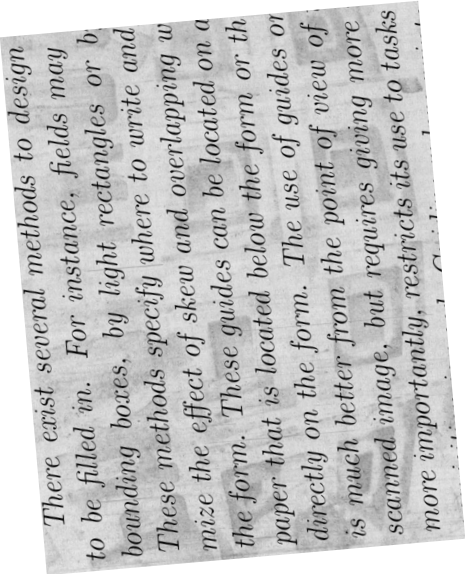 There exist several methods to design
to be filled in. For instance, fields may
bounding boxes, by light rectangles or
These methods specify where to write and
mize the effect of skew and overlapping
the form. These guides can be located on a
paper that is located below the form or
directly on the form. The use of guides
is much better from the point of view of
scanned image, but requires giving more
more importantly, restricts its use to tasks